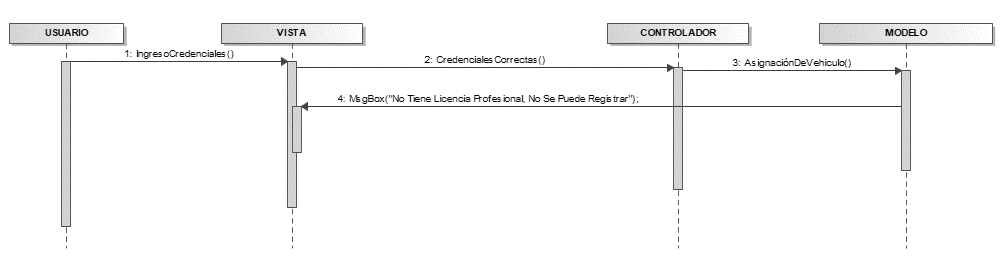 USUARIO
VISTA
CONTROLADOR
MODELO
1: IngresoCredenciales()
2: CredencialesCorrectas()
3: AsignaciónDeVehiculo()
4: MsgBox("No Tiene Licencia Profesional, No Se Puede Registrar");